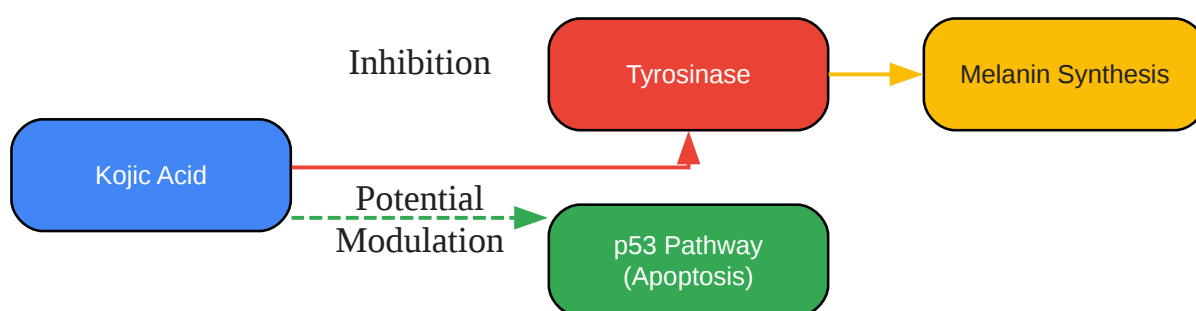 Inhibition
Tyrosinase
Melanin Synthesis
Kojic Acid
Potential
Modulation
p53 Pathway
(Apoptosis)